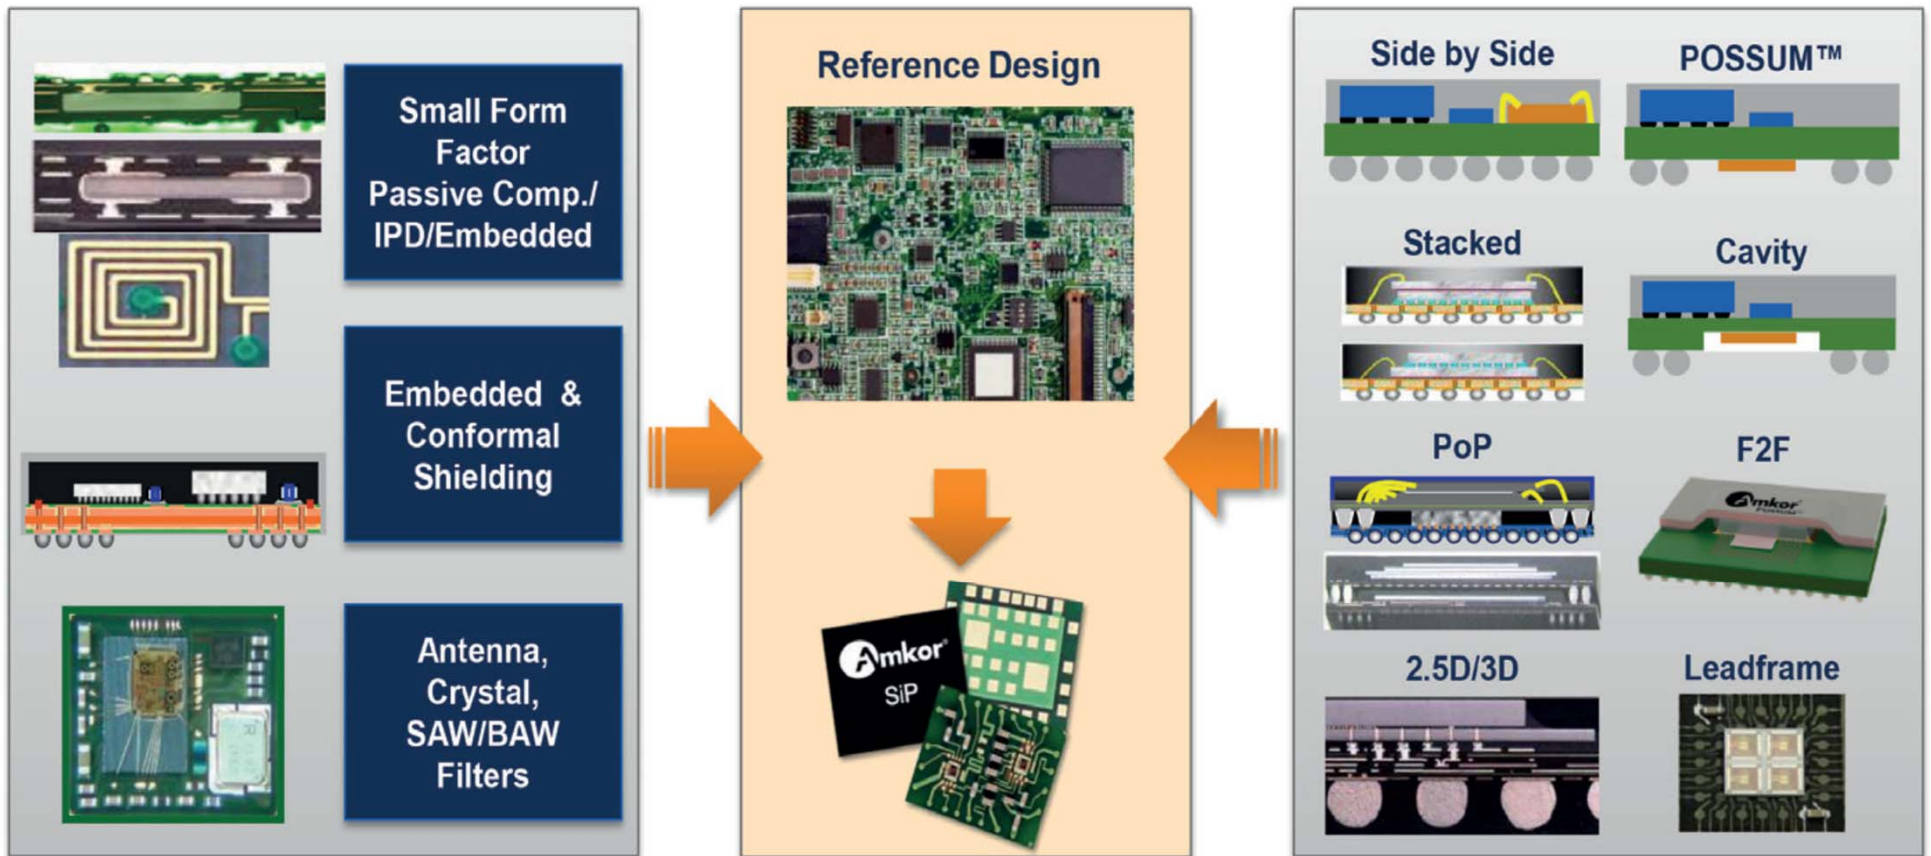 Small Form
Factor
Passive Comp./
IPD/Embedded
Embedded & 
Conformal
Shielding
Antenna,
Crystal,
SAW/BAW
Filters
Reference Design
Amkor®
SiP
Side by Side
POSSUM™
Stacked
Cavity
PoP
F2F
Amkor®
POSSUM™
2.5D/3D
Leadframe